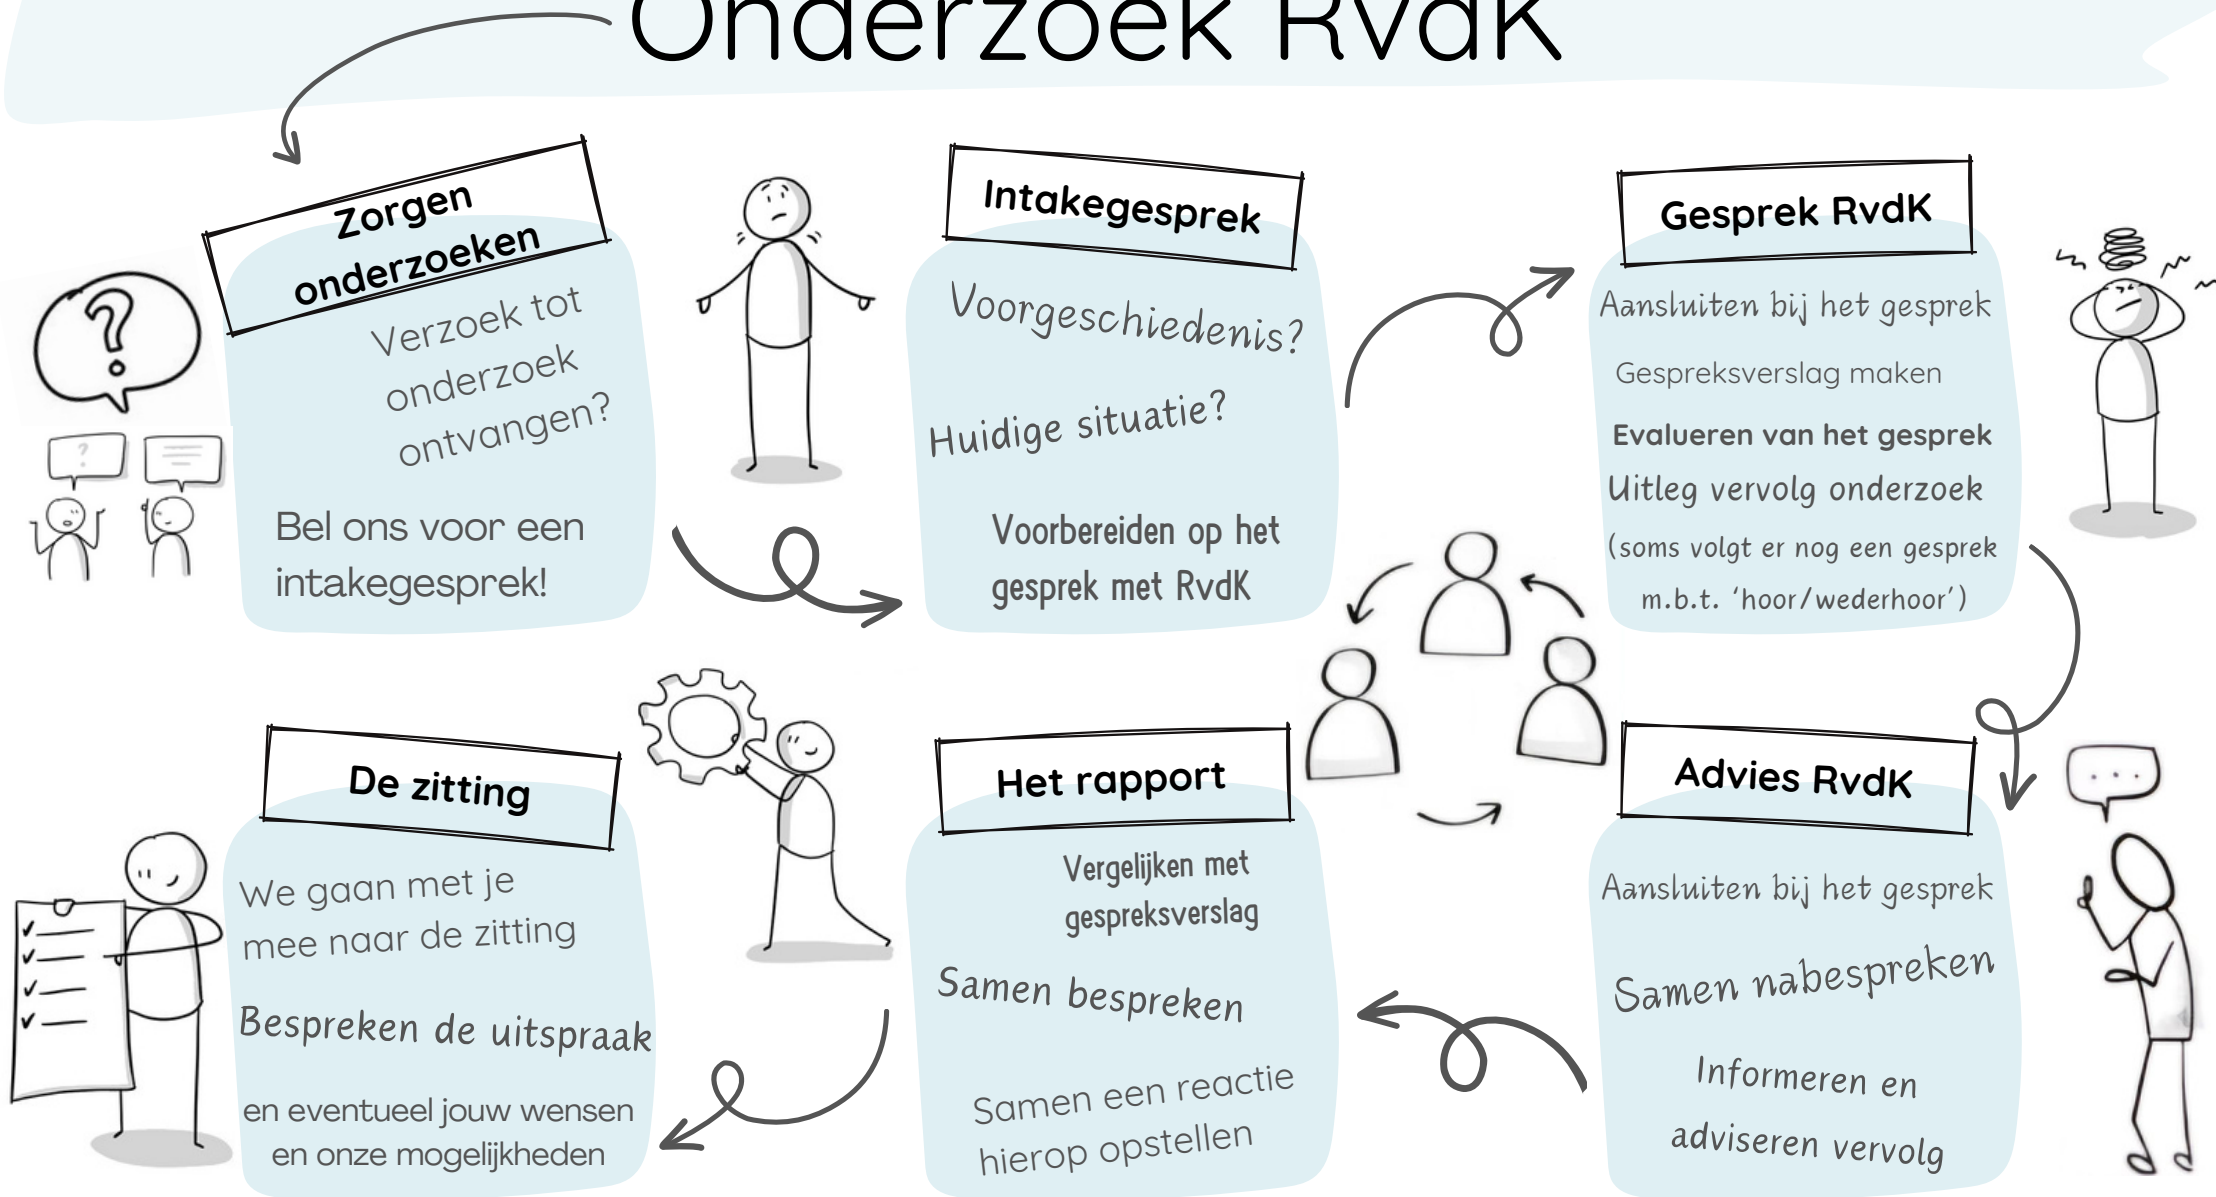 Onderzoek RvdK
Zorgen
onderzoeken
Verzoek tot
onderzoek
ontvangen?
Bel ons voor een
intakegesprek!
Intakegesprek
Voorgeschiedenis?
Huidige situatie?
Voorbereiden op het
gesprek met RvdK
Gesprek RvdK
Aansluiten bij het gesprek
Gespreksverslag maken
Evalueren van het gesprek
Uitleg vervolg onderzoek
(soms volgt er nog een gesprek
m.b.t. ‘hoor/wederhoor’)
Advies RvdK
Aansluiten bij het gesprek
Samen nabespreken
Informeren en
adviseren vervolg
Het rapport
Vergelijken met
gespreksverslag
Samen bespreken
Samen een reactie
hierop opstellen
De zitting
We gaan met je
mee naar de zitting
Bespreken de uitspraak
en eventueel jouw wensen
en onze mogelijkheden